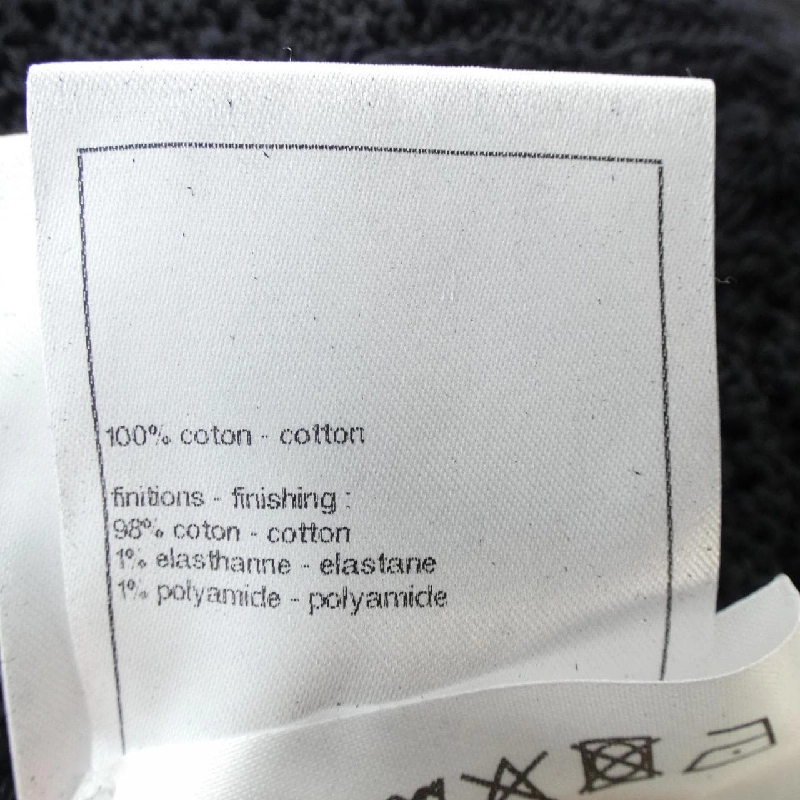 100% coton - cotton
finitions - finishing :
98% coton - cotton
1% elasthanne - elastane
1% polyamide - polyamide